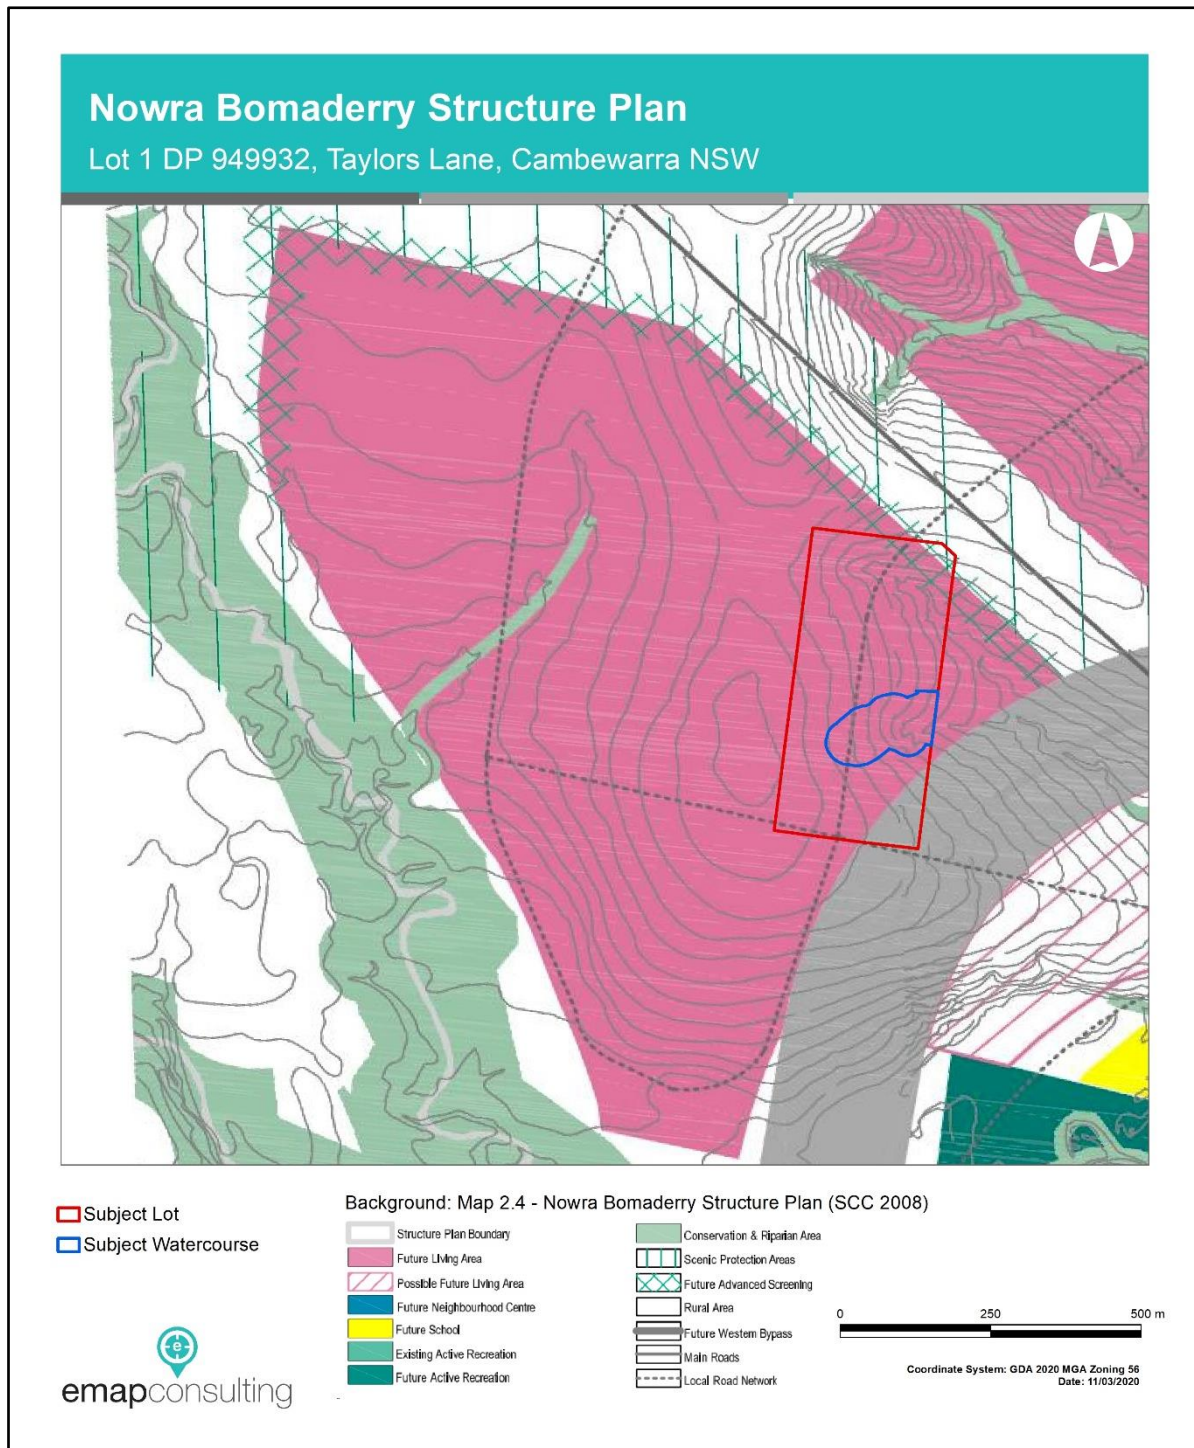 Nowra Bomaderry Structure Plan
Lot 1 DP 949932, Taylors Lane, Cambewarra NSW
Subject Lot
Subject Watercourse
Background: Map 2.4 - Nowra Bomaderry Structure Plan (SCC 2008)
Structure Plan Boundary
Future Living Area
Possible Future Living Area
Future Neighbourhood Centre
Future School
Existing Active Recreation
Future Active Recreation
Conservation & Riparian Area
Scenic Protection Areas
Future Advanced Screening
Rural Area
Future Western Bypass
Main Roads
Local Road Network
0 250 500 m
Coordinate System: GDA 2020 MGA Zoning 56
Date: 11/03/2020
e
emapconsulting